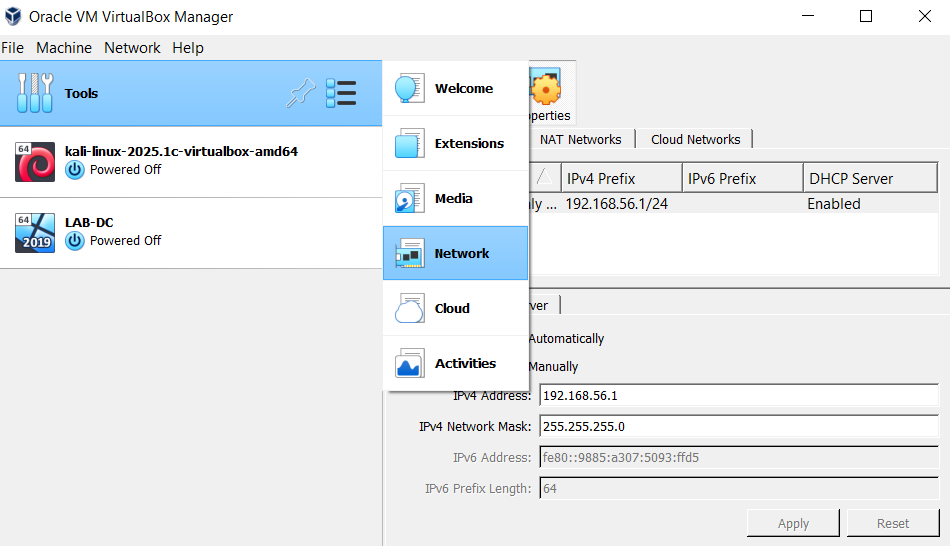 Oracle VM VirtualBox Manager
File Machine Network Help
Tools
64
kali-linux-2025.1c-virtualbox-amd64
Powered Off
64
2019
LAB-DC
Powered Off
Welcome
Extensions
Media
Network
Cloud
Activities
operties
NAT Networks Cloud Networks
IPv4 Prefix IPv6 Prefix DHCP Server
ly ... 192.168.56.1/24 Enabled
ver
Automatically
Manually
IPv4 Address: 192.168.56.1
IPv4 Network Mask: 255.255.255.0
IPv6 Address: fe80::9885:a307:5093:ffd5
IPv6 Prefix Length: 64
Apply Reset